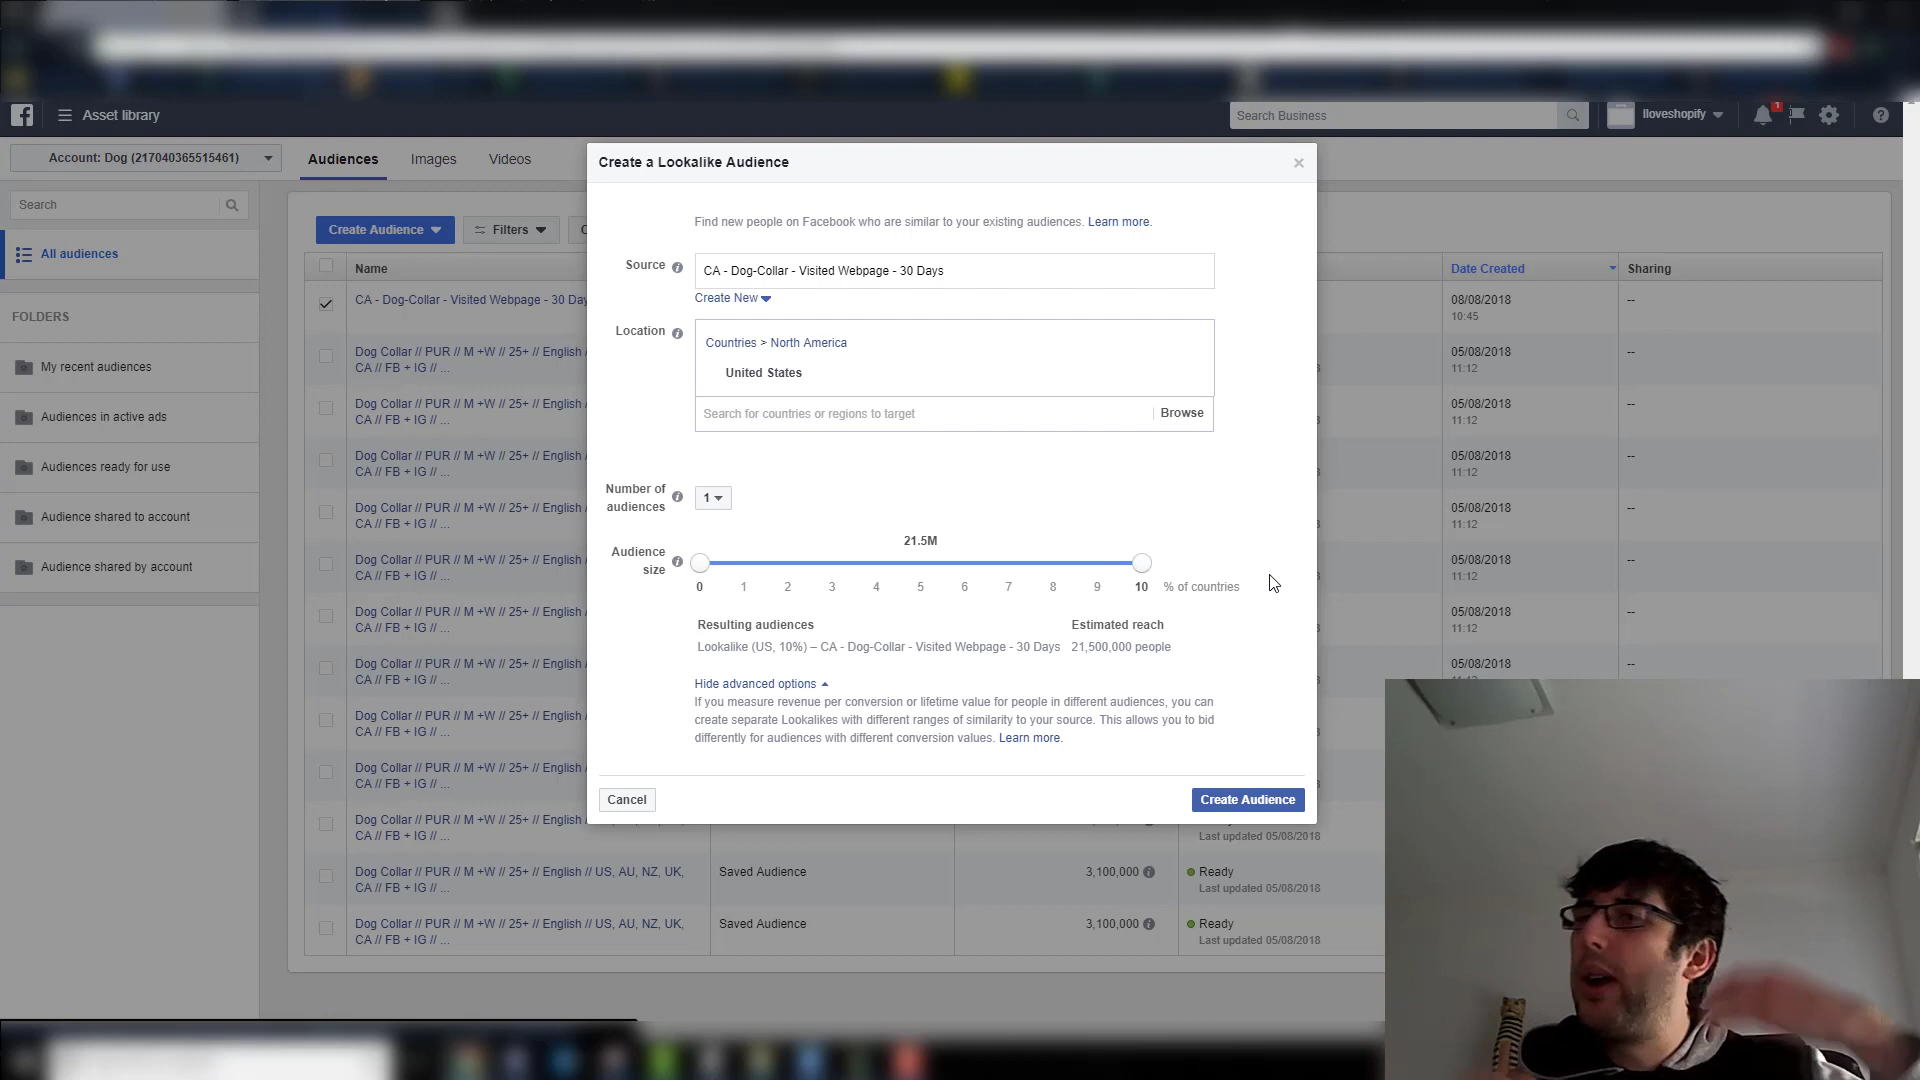 Asset library
Search Business
Iloveshopify
1
Account: Dog (217040365515461)
Audiences
Images
Videos
Search
All audiences
FOLDERS
My recent audiences
Audiences in active ads
Audiences ready for use
Audience shared to account
Audience shared by account
Create Audience
Filters
Name
Date Created
Sharing
CA - Dog-Collar - Visited Webpage - 30 Day
08/08/2018
--
10:45
Dog Collar // PUR // M +W // 25+ // English /
05/08/2018
--
CA // FB + IG // ...
11:12
Dog Collar // PUR // M +W // 25+ // English /
05/08/2018
--
CA // FB + IG // ...
11:12
Dog Collar // PUR // M +W // 25+ // English /
05/08/2018
--
CA // FB + IG // ...
11:12
Dog Collar // PUR // M +W // 25+ // English /
05/08/2018
--
CA // FB + IG // ...
11:12
Dog Collar // PUR // M +W // 25+ // English /
05/08/2018
--
CA // FB + IG // ...
11:12
Dog Collar // PUR // M +W // 25+ // English /
05/08/2018
--
CA // FB + IG // ...
11:12
Dog Collar // PUR // M +W // 25+ // English /
05/08/2018
--
CA // FB + IG // ...
Dog Collar // PUR // M +W // 25+ // English /
CA // FB + IG // ...
Dog Collar // PUR // M +W // 25+ // English /
CA // FB + IG // ...
Dog Collar // PUR // M +W // 25+ // English /
CA // FB + IG // ...
Last updated 05/08/2018
Dog Collar // PUR // M +W // 25+ // English // US, AU, NZ, UK,
CA // FB + IG // ...
Saved Audience
3,100,000
Ready
Last updated 05/08/2018
Dog Collar // PUR // M +W // 25+ // English // US, AU, NZ, UK,
CA // FB + IG // ...
Saved Audience
3,100,000
Ready
Last updated 05/08/2018
Create a Lookalike Audience
Find new people on Facebook who are similar to your existing audiences. Learn more.
Source
CA - Dog-Collar - Visited Webpage - 30 Days
Create New
Location
Countries > North America
United States
Search for countries or regions to target
Browse
Number of
audiences
1
Audience
size
21.5M
0 1 2 3 4 5 6 7 8 9 10 % of countries
Resulting audiences
Estimated reach
Lookalike (US, 10%) – CA - Dog-Collar - Visited Webpage - 30 Days
21,500,000 people
Hide advanced options
If you measure revenue per conversion or lifetime value for people in different audiences, you can
create separate Lookalikes with different ranges of similarity to your source. This allows you to bid
differently for audiences with different conversion values. Learn more.
Cancel
Create Audience